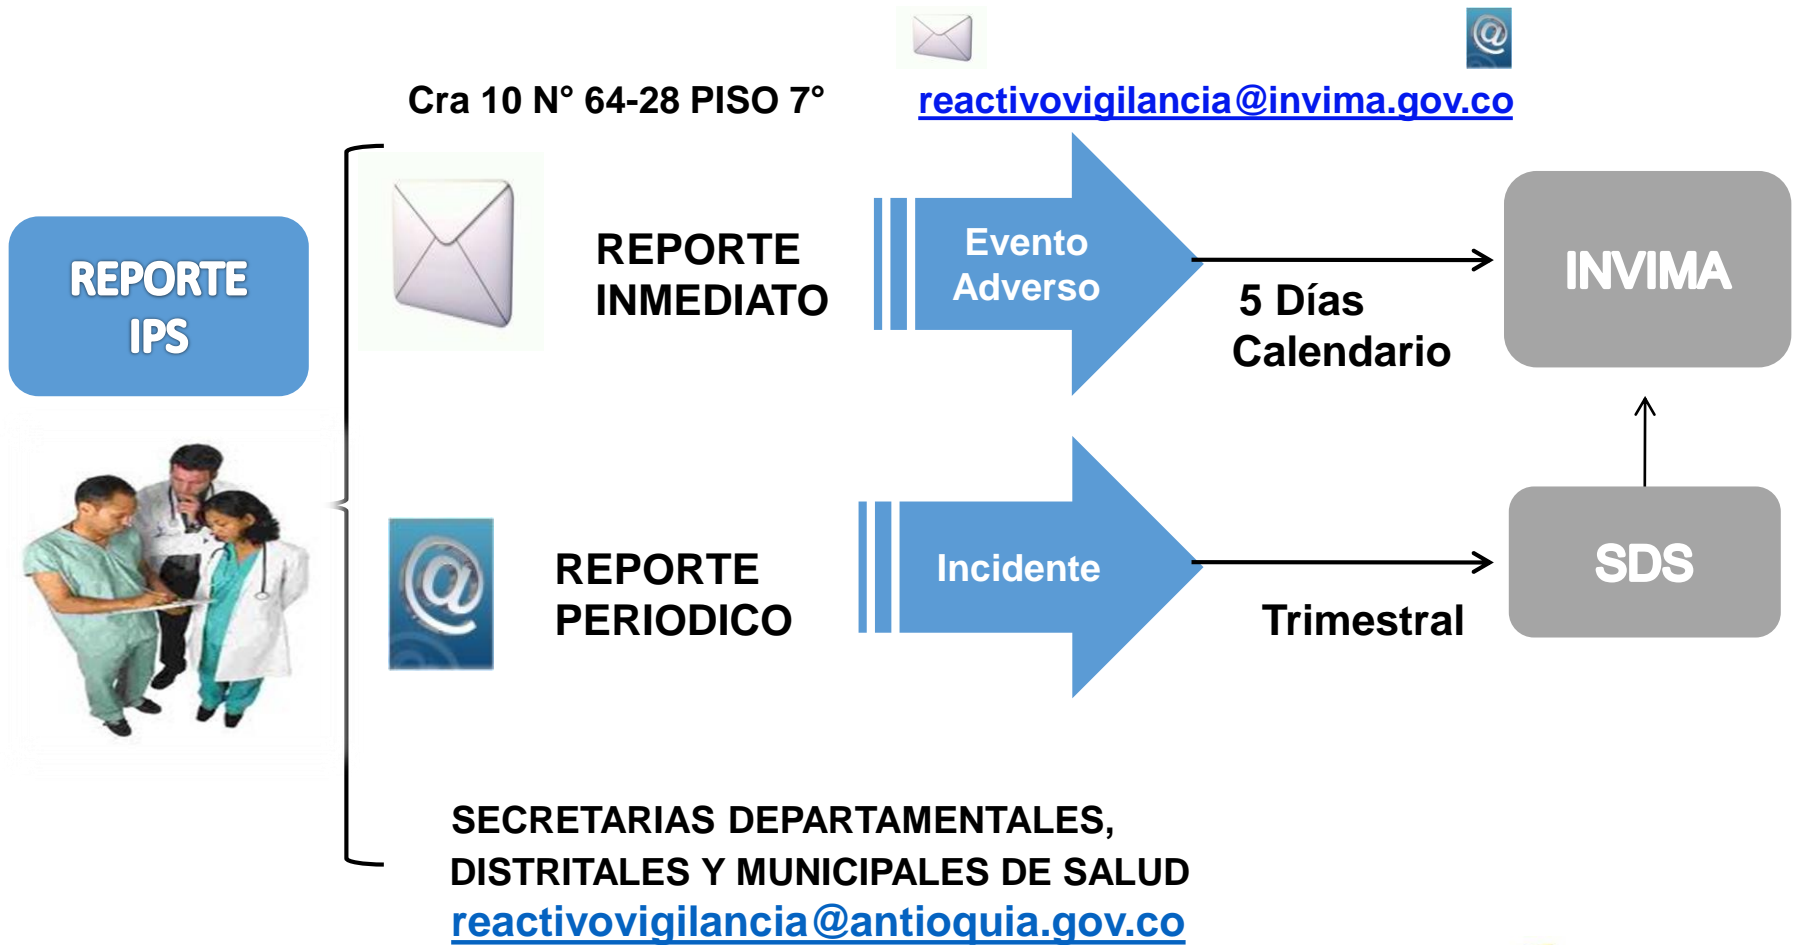 Cra 10 N° 64-28 PISO 7°
reactivovigilancia@invima.gov.co
REPORTE
IPS
REPORTE
INMEDIATO
Evento
Adverso
5 Días
Calendario
INVIMA
REPORTE
PERIODICO
Incidente
Trimestral
SDS
SECRETARIAS DEPARTAMENTALES,
DISTRITALES Y MUNICIPALES DE SALUD
reactivovigilancia@antioquia.gov.co